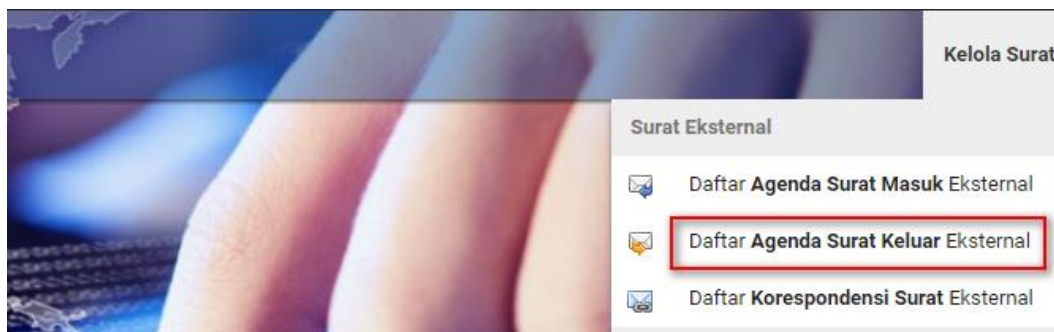 Kelola Surat
Surat Eksternal
Daftar Agenda Surat Masuk Eksternal
Daftar Agenda Surat Keluar Eksternal
Daftar Korespondensi Surat Eksternal